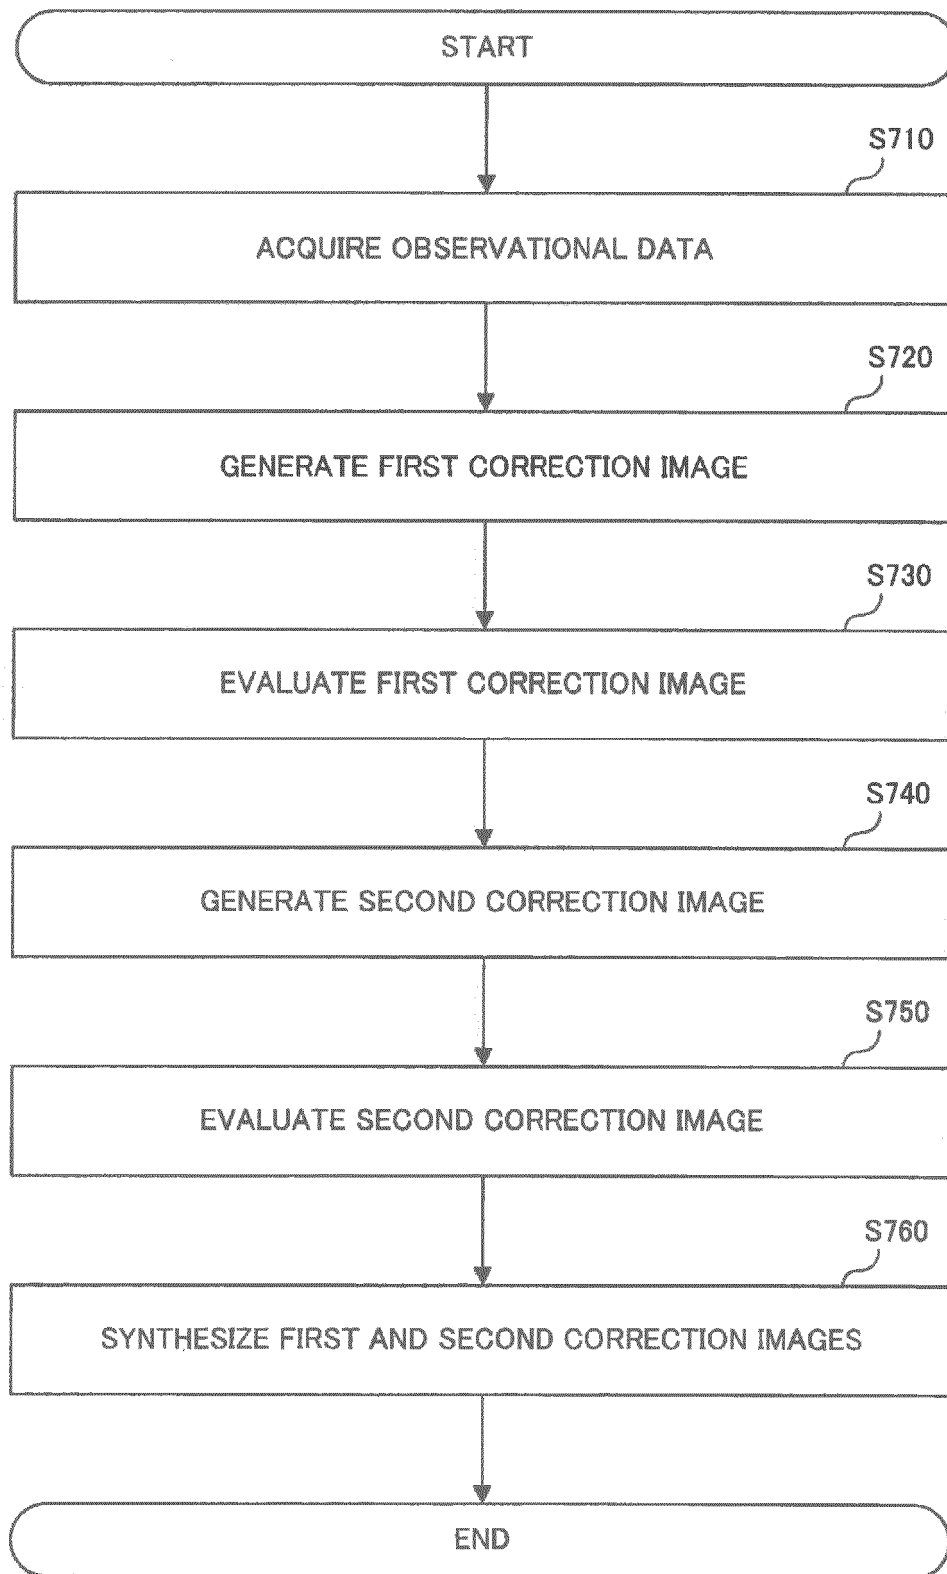 START
S710
ACQUIRE OBSERVATIONAL DATA
S720
GENERATE FIRST CORRECTION IMAGE
S730
EVALUATE FIRST CORRECTION IMAGE
S740
GENERATE SECOND CORRECTION IMAGE
S750
EVALUATE SECOND CORRECTION IMAGE
S760
SYNTHESIZE FIRST AND SECOND CORRECTION IMAGES
END